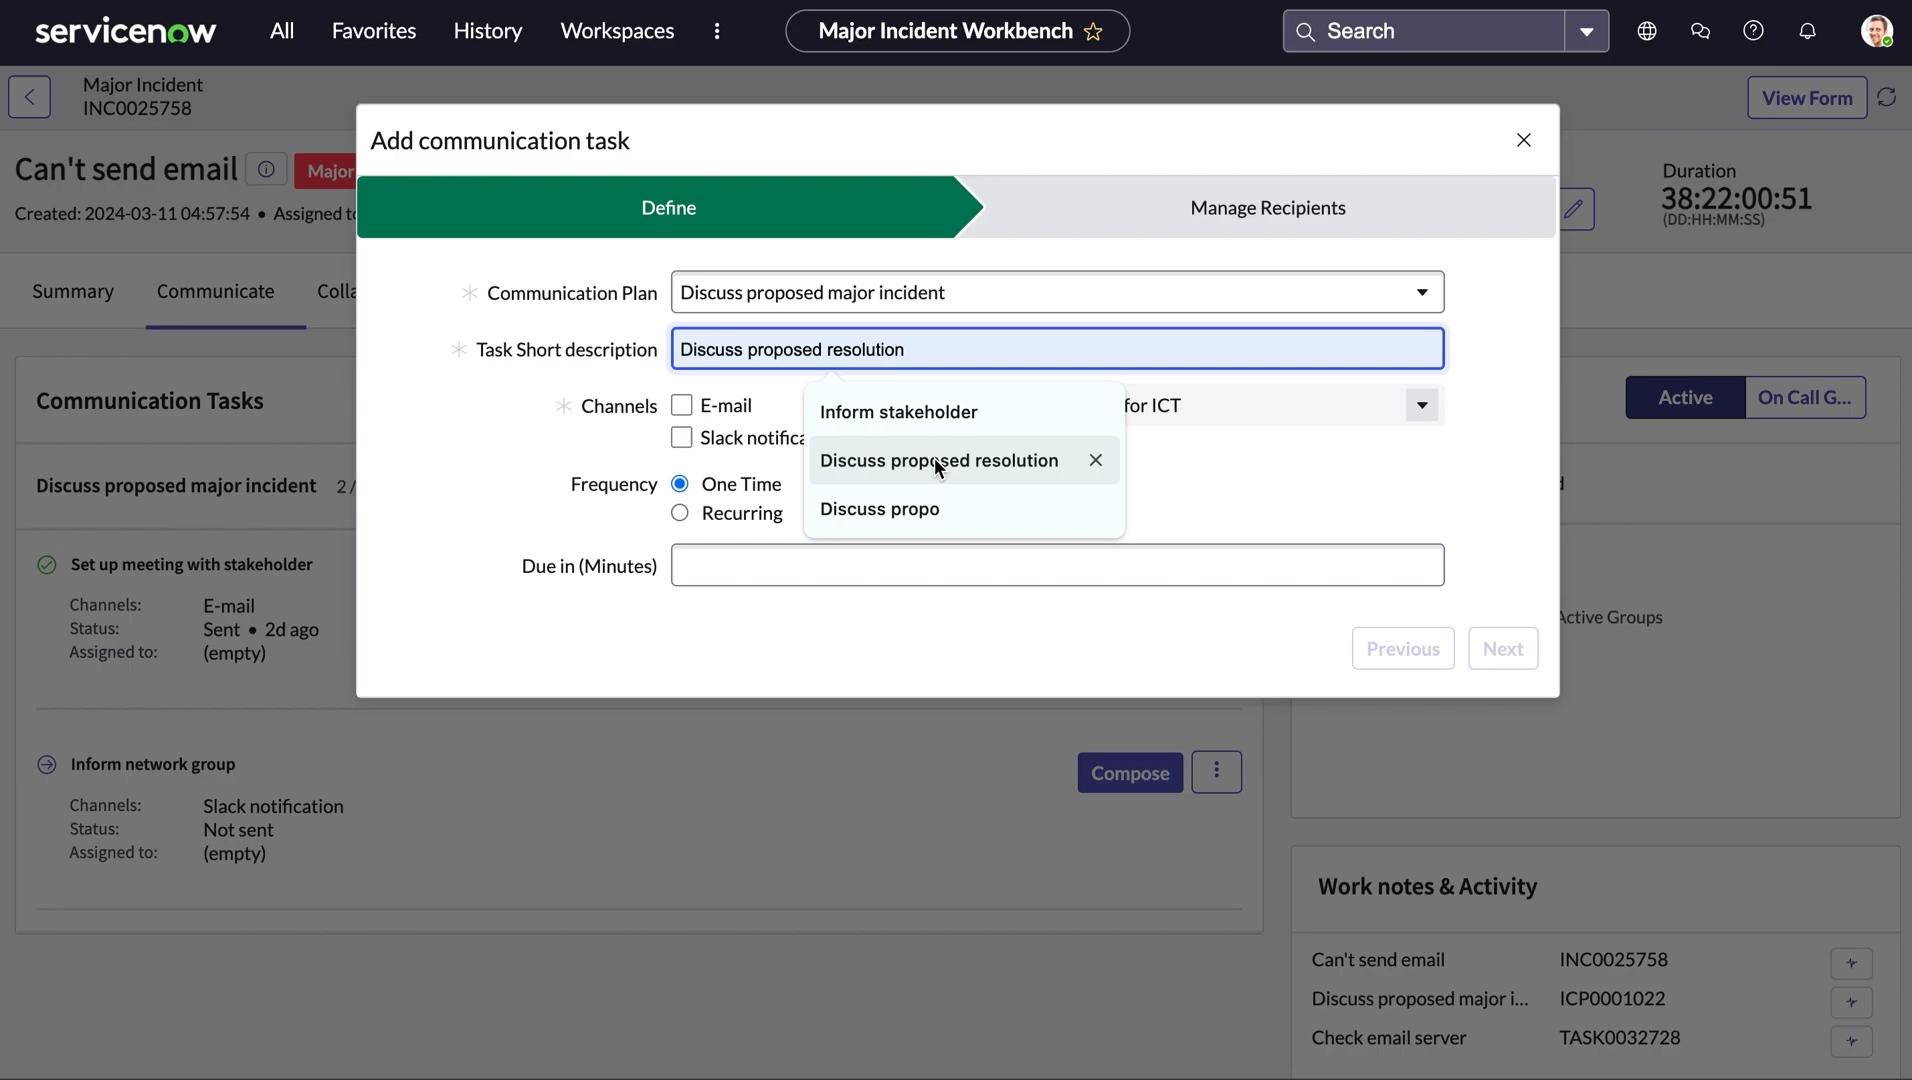 servicenow All Favorites History Workspaces Major Incident Workbench Search
Major Incident
INC0025758
View Form
Can't send email Major
Created: 2024-03-11 04:57:54 • Assigned to
Duration
38:22:00:51
(DD:HH:MM:SS)
Summary Communicate Colla
Add communication task
Define Manage Recipients
Communication Plan Discuss proposed major incident
Task Short description Discuss proposed resolution
Channels E-mail for ICT
Slack notifica
Inform stakeholder
Discuss proposed resolution
Discuss propo
Frequency One Time
Recurring
Due in (Minutes)
Previous Next
Communication Tasks
Active On Call G...
Discuss proposed major incident 2/
Set up meeting with stakeholder
Channels: E-mail
Status: Sent • 2d ago
Assigned to: (empty)
Active Groups
Inform network group
Compose
Channels: Slack notification
Status: Not sent
Assigned to: (empty)
Work notes & Activity
Can't send email INC0025758
Discuss proposed major i... ICP0001022
Check email server TASK0032728